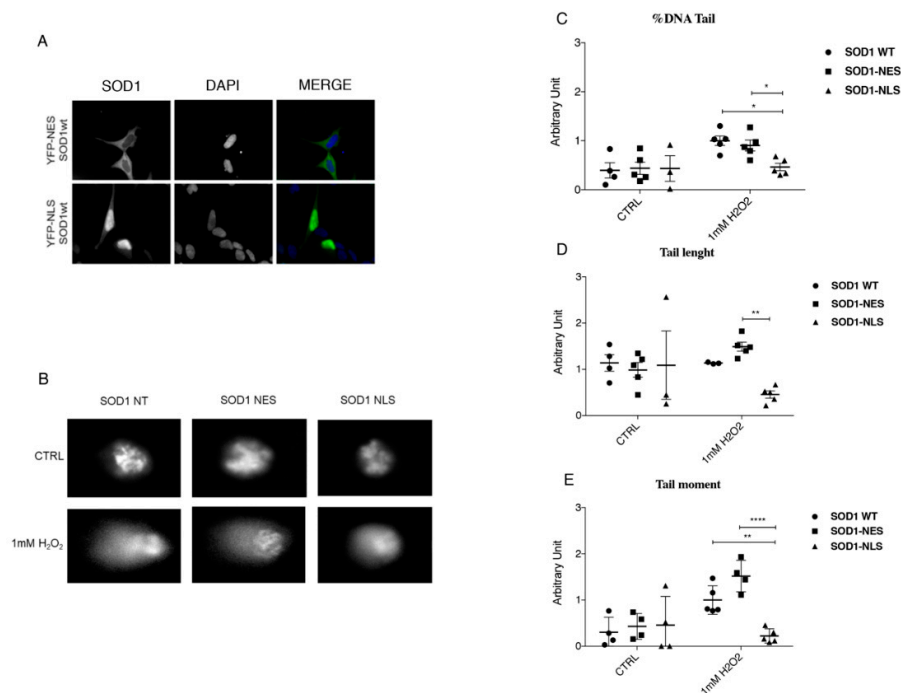 A
SOD1 DAPI MERGE
YFP-NES
SOD1wt
YFP-NLS
SOD1wt
B
SOD1 NT SOD1 NES SOD1 NLS
CTRL
1mM H₂O₂
C
%DNA Tail
Arbitrary Unit
3
2
1
0
CTRL
1mM H2O2
*
*
SOD1 WT
SOD1-NES
SOD1-NLS
D
Tail lenght
Arbitrary Unit
3
2
1
0
CTRL
1mM H2O2
**
SOD1 WT
SOD1-NES
SOD1-NLS
E
Tail moment
Arbitrary Unit
3
2
1
0
CTRL
1mM H2O2
****
**
SOD1 WT
SOD1-NES
SOD1-NLS